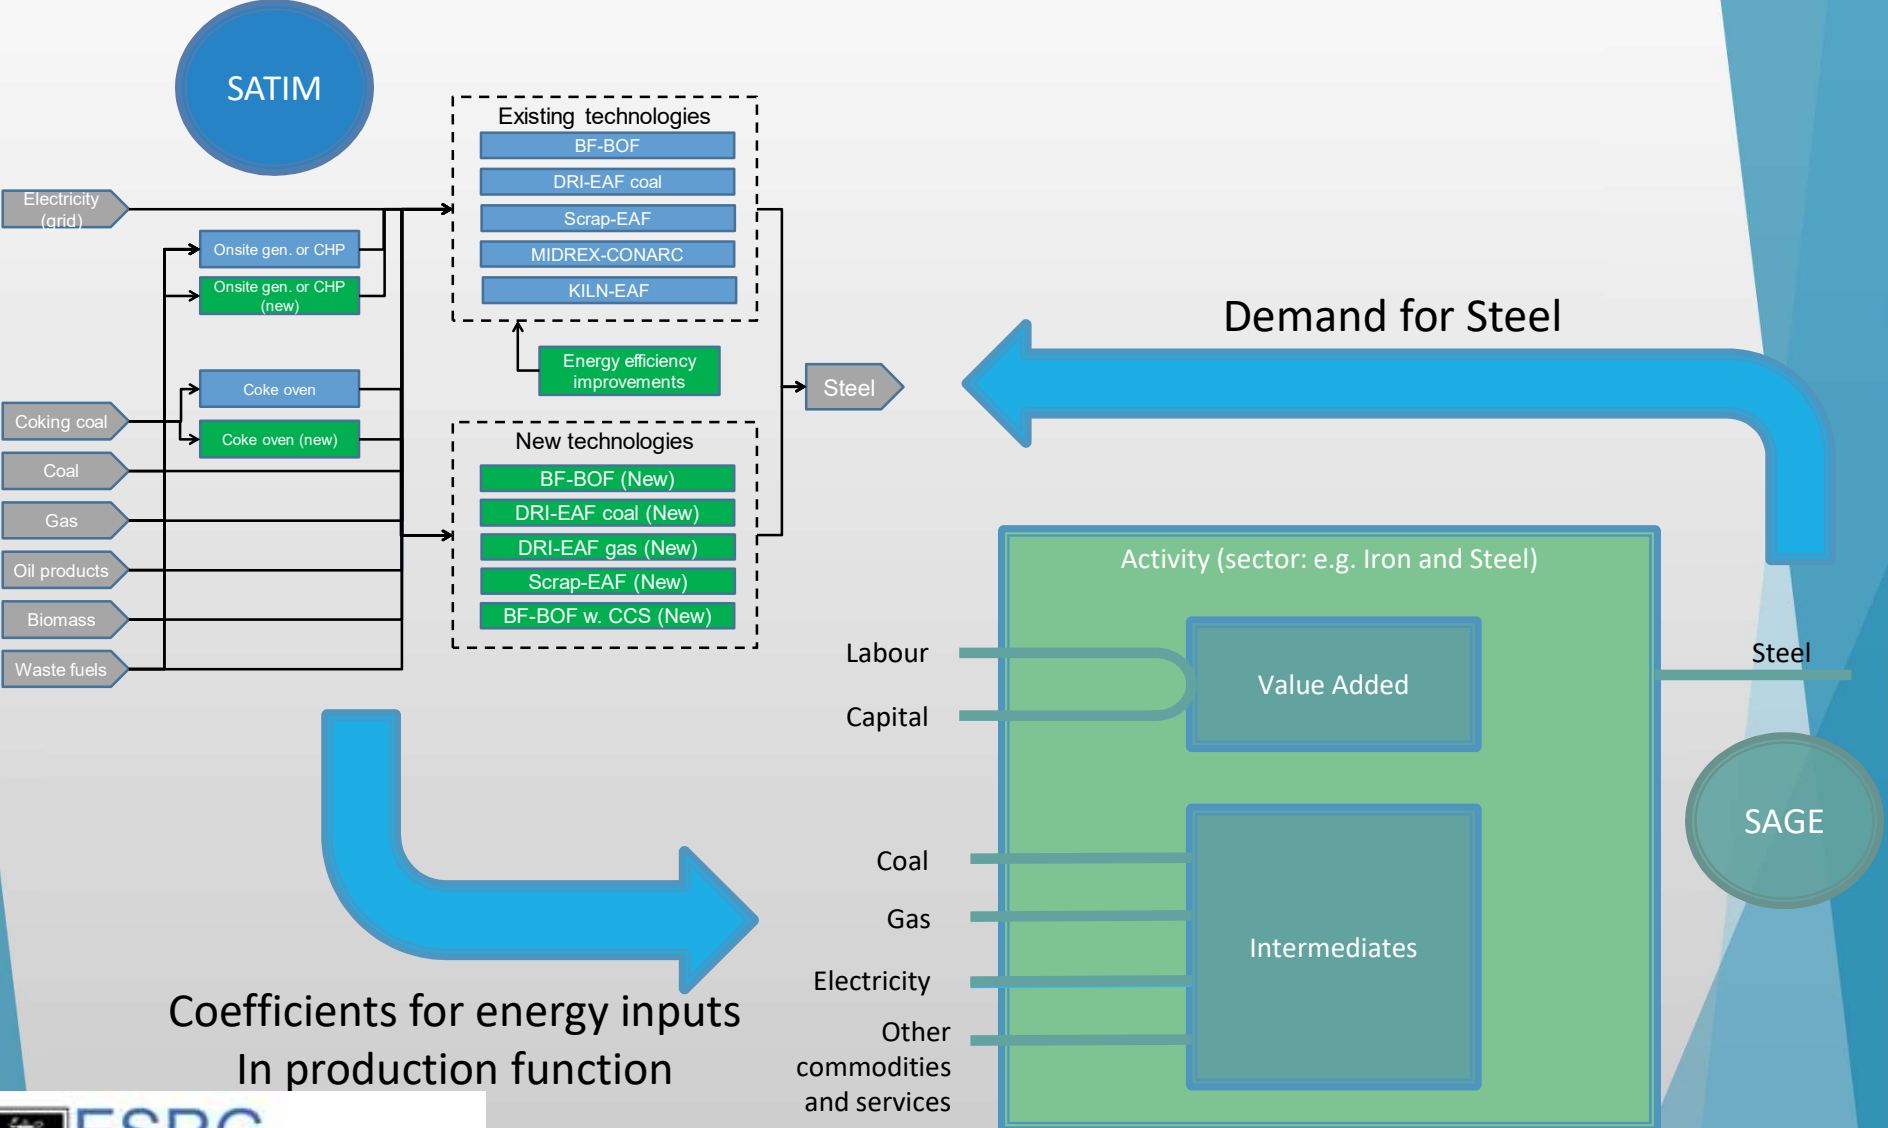 SATIM
Existing technologies
BF-BOF
DRI-EAF coal
Scrap-EAF
MIDREX-CONARC
KILN-EAF
Electricity
(grid)
Onsite gen. or CHP
Onsite gen. or CHP
(new)
Energy efficiency
improvements
Coke oven
Coke oven (new)
Coking coal
Coal
Gas
Oil products
Biomass
Waste fuels
New technologies
BF-BOF (New)
DRI-EAF coal (New)
DRI-EAF gas (New)
Scrap-EAF (New)
BF-BOF w. CCS (New)
Steel
Demand for Steel
Activity (sector: e.g. Iron and Steel)
Labour
Capital
Value Added
Steel
SAGE
Coal
Gas
Electricity
Other
commodities
and services
Intermediates
Coefficients for energy inputs
In production function